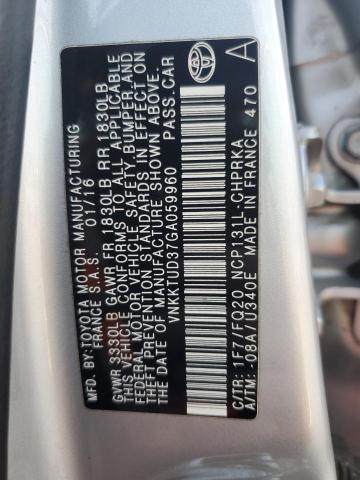 MFD. BY: TOYOTA MOTOR MANUFACTURING
FRANCE S.A.S. 01/16
GVWR 3330LB GAWR FR 1830LB RR 1830LB
THIS VEHICLE CONFORMS TO ALL APPLICABLE
FEDERAL MOTOR VEHICLE SAFETY, BUMPER, AND
THEFT PREVENTION STANDARDS IN EFFECT ON
THE DATE OF MANUFACTURE SHOWN ABOVE.
VNKKTUD37GA059960 PASS.CAR
TOYOTA
A
C/TR: 1F7/FQ20 NCP131L-CHPRKA
A/TM: -08A/U340E MADE IN FRANCE 470